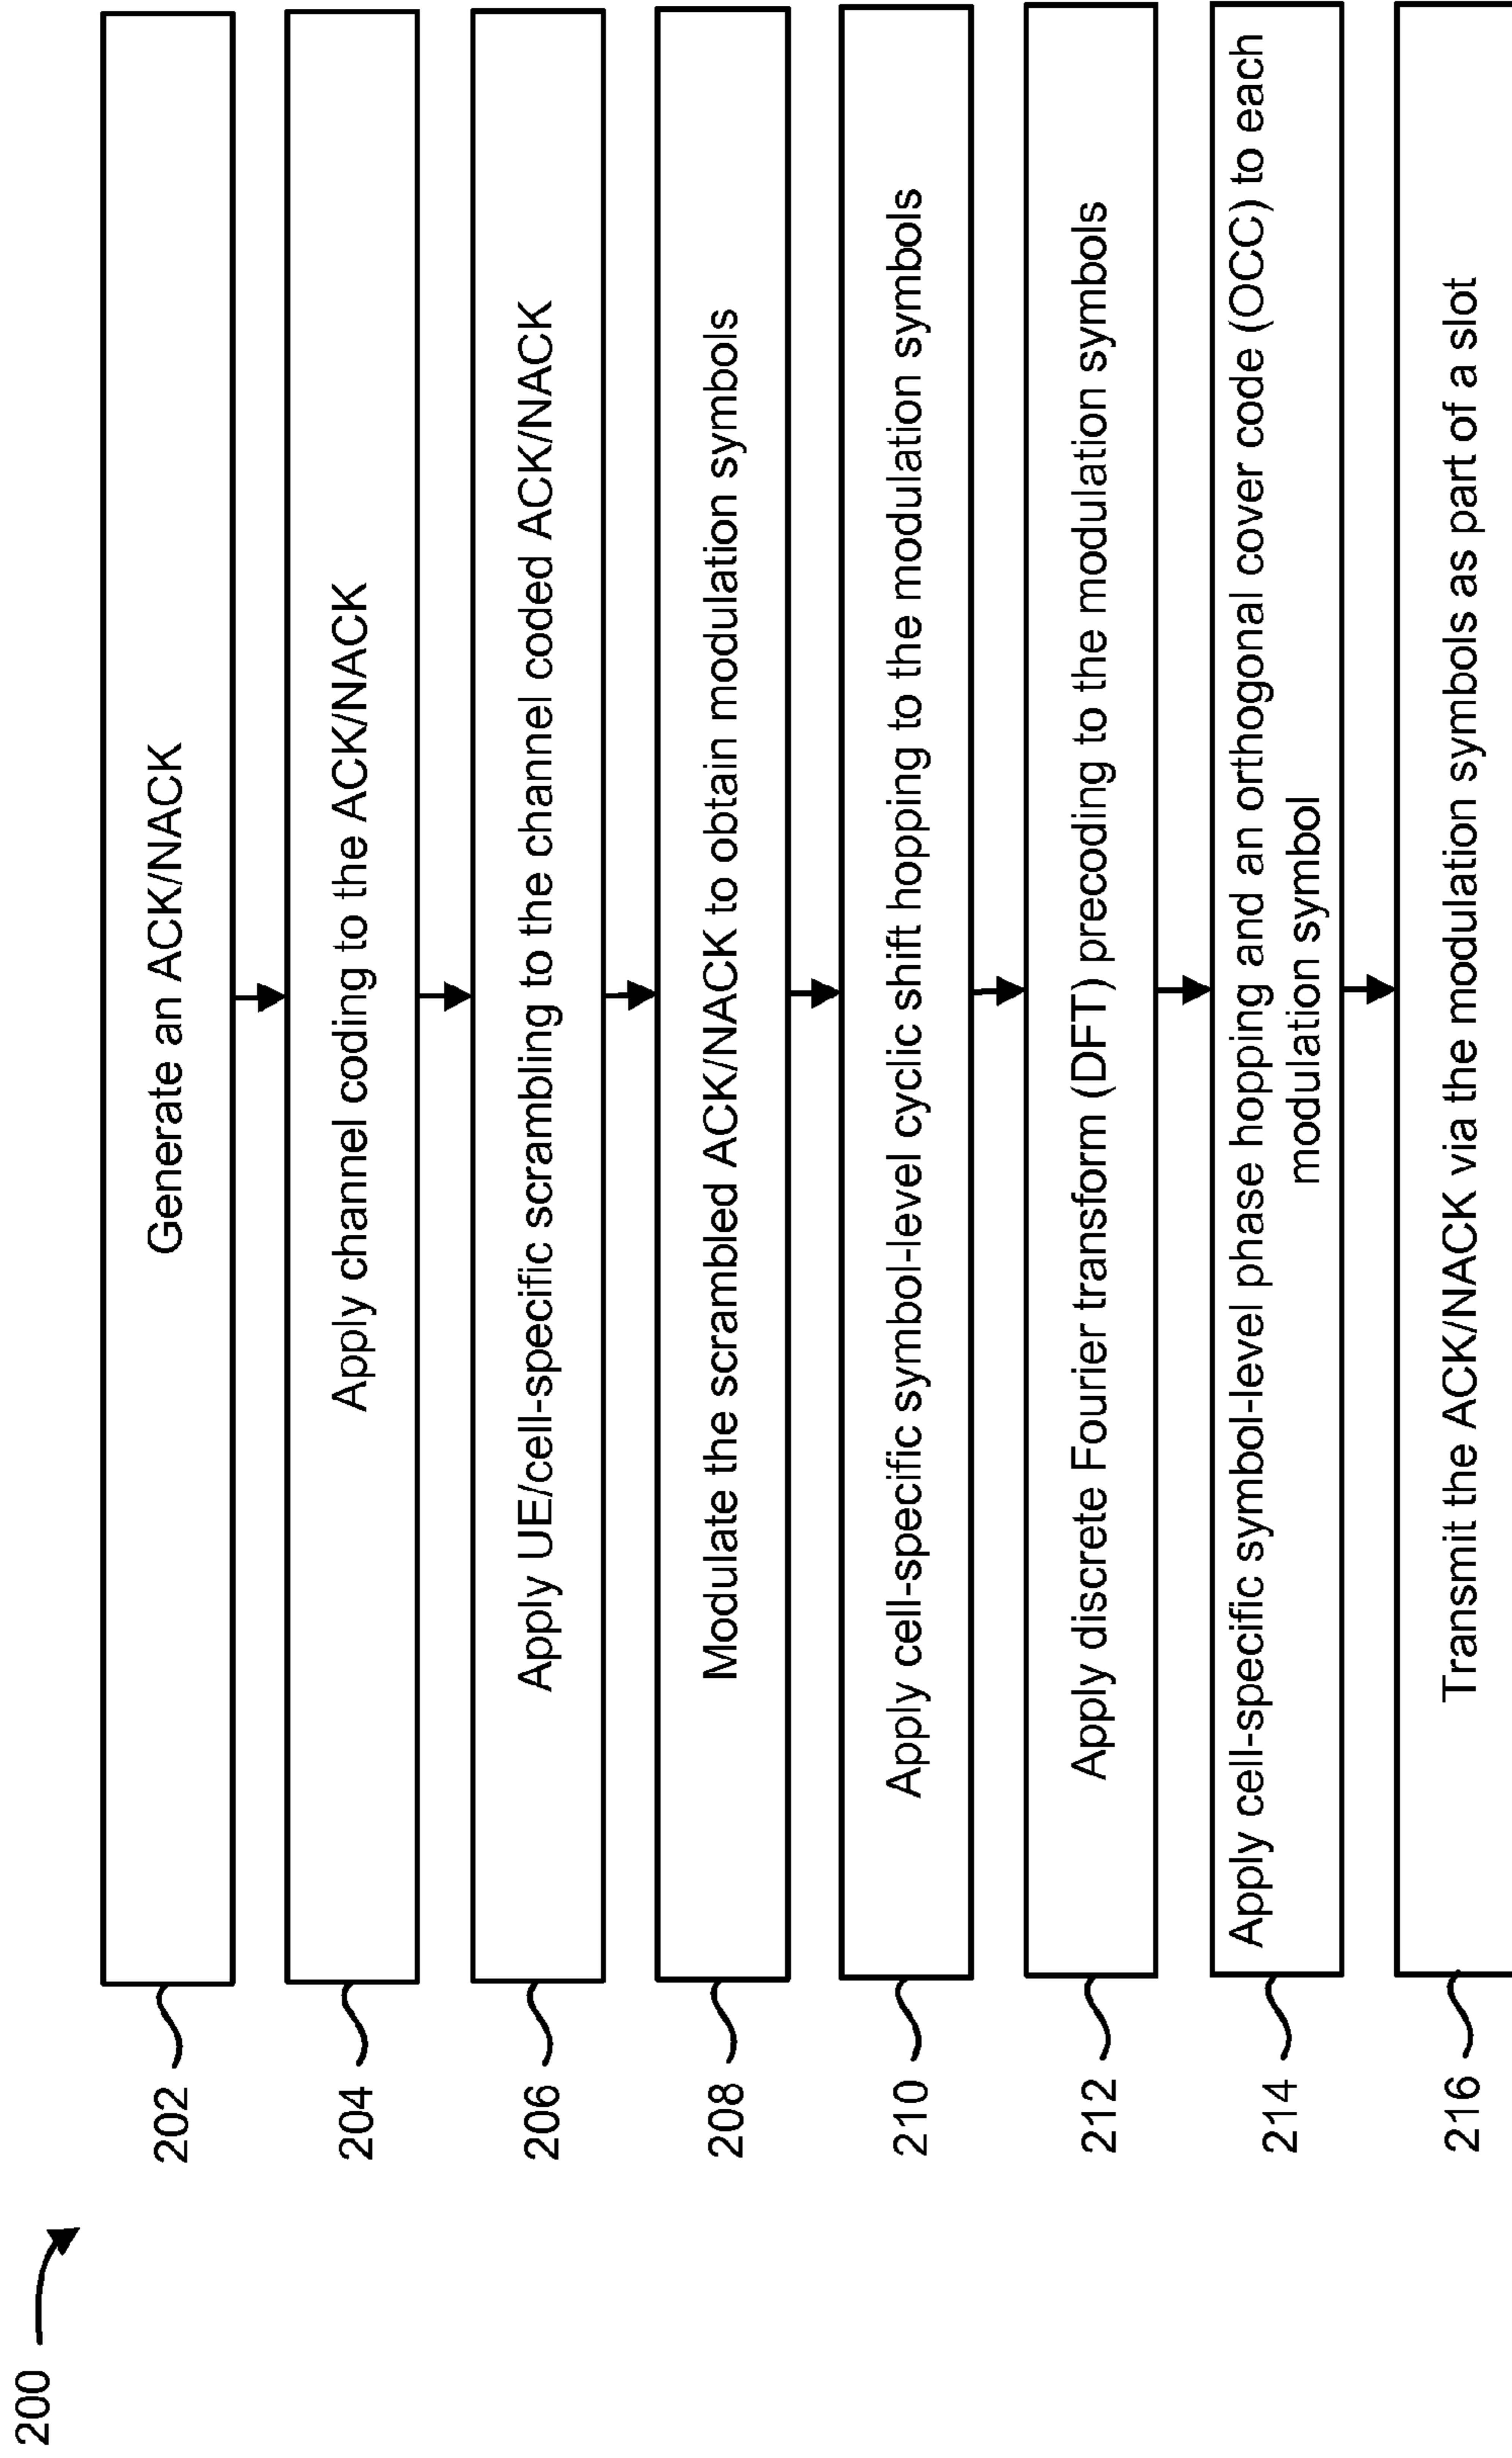 200
202
Generate an ACK/NACK
204
Apply channel coding to the ACK/NACK
206
Apply UE/cell-specific scrambling to the channel coded ACK/NACK
208
Modulate the scrambled ACK/NACK to obtain modulation symbols
210
Apply cell-specific symbol-level cyclic shift hopping to the modulation symbols
212
Apply discrete Fourier transform (DFT) precoding to the modulation symbols
214
Apply cell-specific symbol-level phase hopping and an orthogonal cover code (OCC) to each
modulation symbol
216
Transmit the ACK/NACK via the modulation symbols as part of a slot